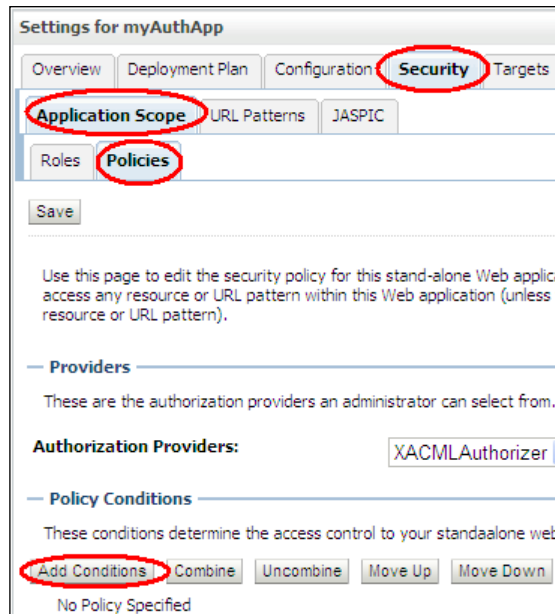 Settings for myAuthApp
Overview Deployment Plan Configuration Security Targets
Application Scope URL Patterns JASPIC
Roles Policies
Save
Use this page to edit the security policy for this stand-alone Web applica
access any resource or URL pattern within this Web application (unless
resource or URL pattern).
Providers
These are the authorization providers an administrator can select from.
Authorization Providers: XACMLAuthorizer
Policy Conditions
These conditions determine the access control to your standaalone web
Add Conditions Combine Uncombine Move Up Move Down
No Policy Specified